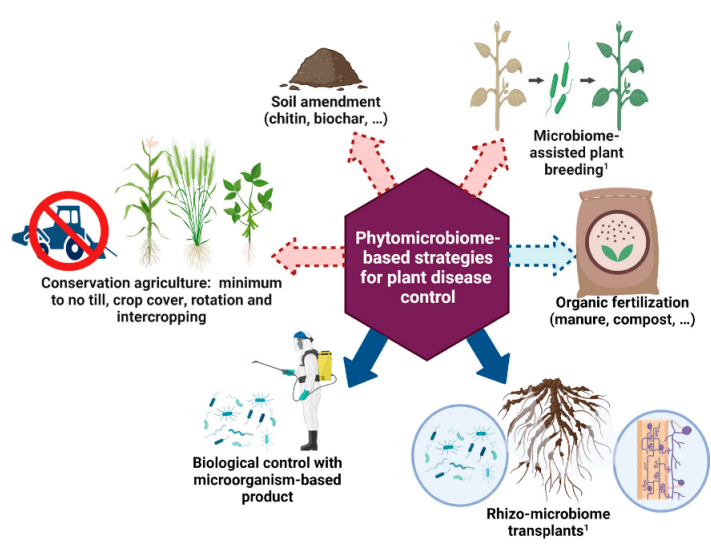 Soil amendment
(chitin, biochar, ...)
Microbiome-
assisted plant
breeding¹
Phytomicrobiome-
based strategies
for plant disease
control
Conservation agriculture: minimum
to no till, crop cover, rotation and
intercropping
Organic fertilization
(manure, compost, ...)
Biological control with
microorganism-based
product
Rhizo-microbiome
transplants¹